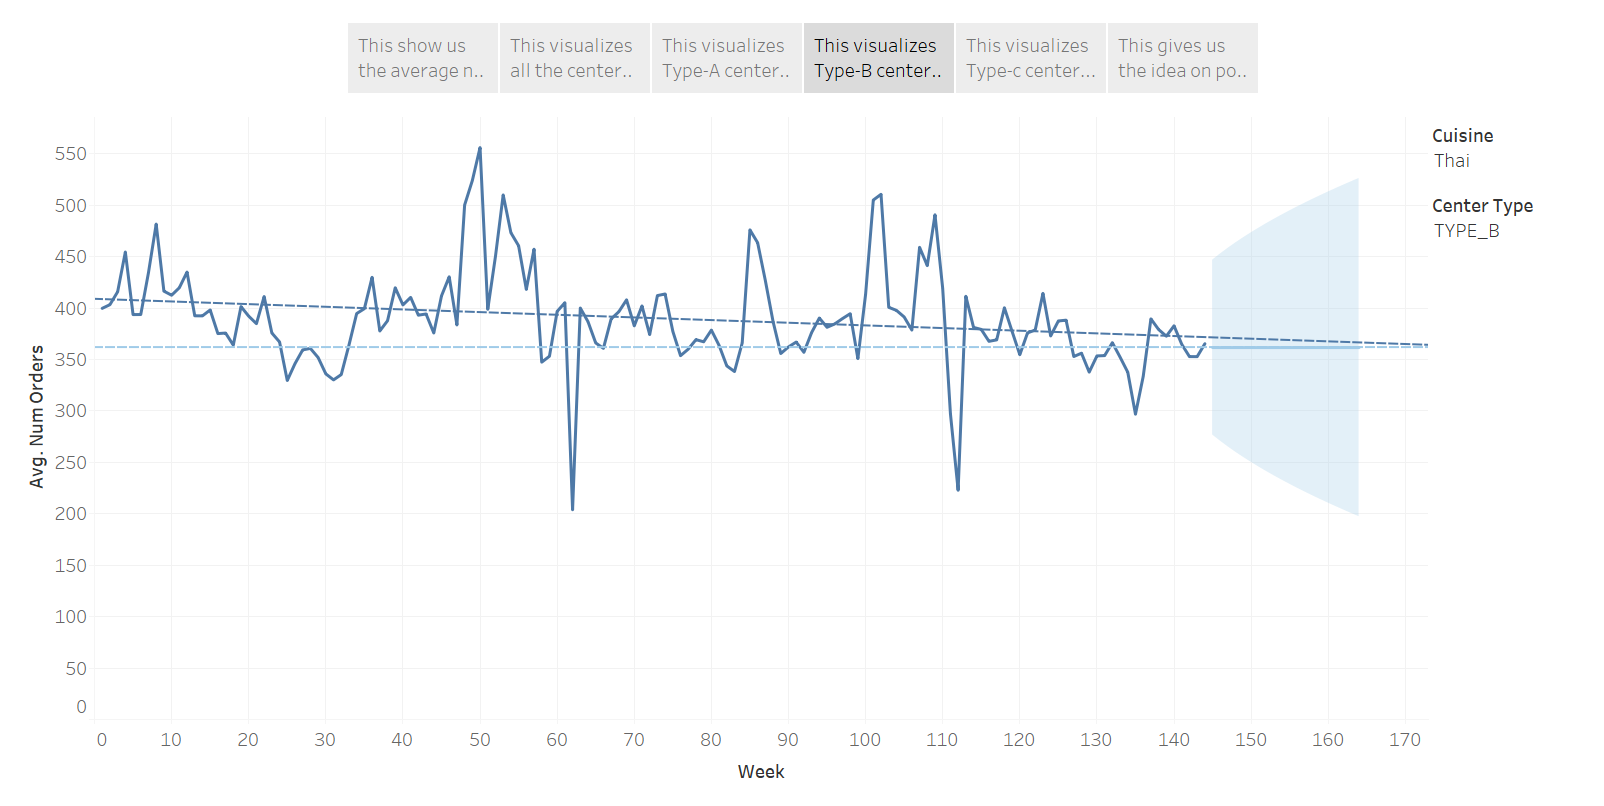 This show us
the average n..
This visualizes
all the center..
This visualizes
Type-A center..
This visualizes
Type-B center..
This visualizes
Type-c center...
This gives us
the idea on po..
550
500
450
400
350
300
250
200
150
100
50
0
Avg. Num Orders
0 10 20 30 40 50 60 70 80 90 100 110 120 130 140 150 160 170
Week
Cuisine
Thai
Center Type
TYPE_B